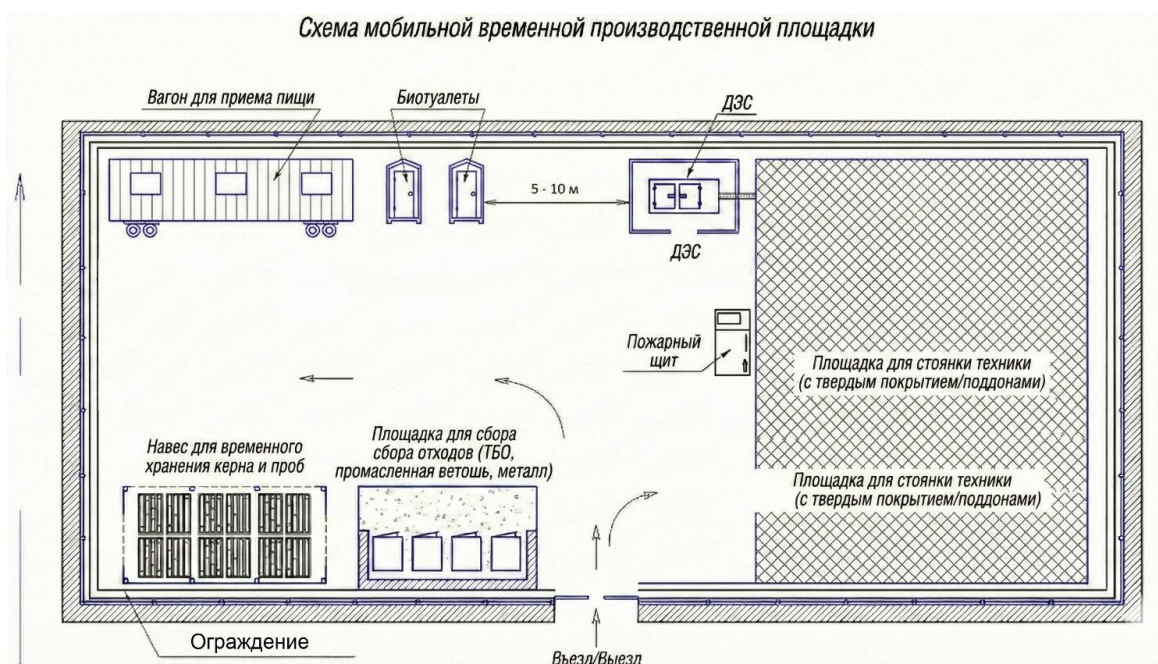 Схема мобильной временной производственной площадки
Вагон для приема пищи
Биотуалеты
ДЭС
5 - 10 м
ДЭС
Пожарный
щит
Площадка для стоянки техники
(с твердым покрытием/поддонами)
Навес для временного
хранения керна и проб
Площадка для сбора
сбора отходов (ТБО,
промасленная ветошь, металл)
Площадка для стоянки техники
(с твердым покрытием/поддонами)
Ограждение
Въезд/Выезд